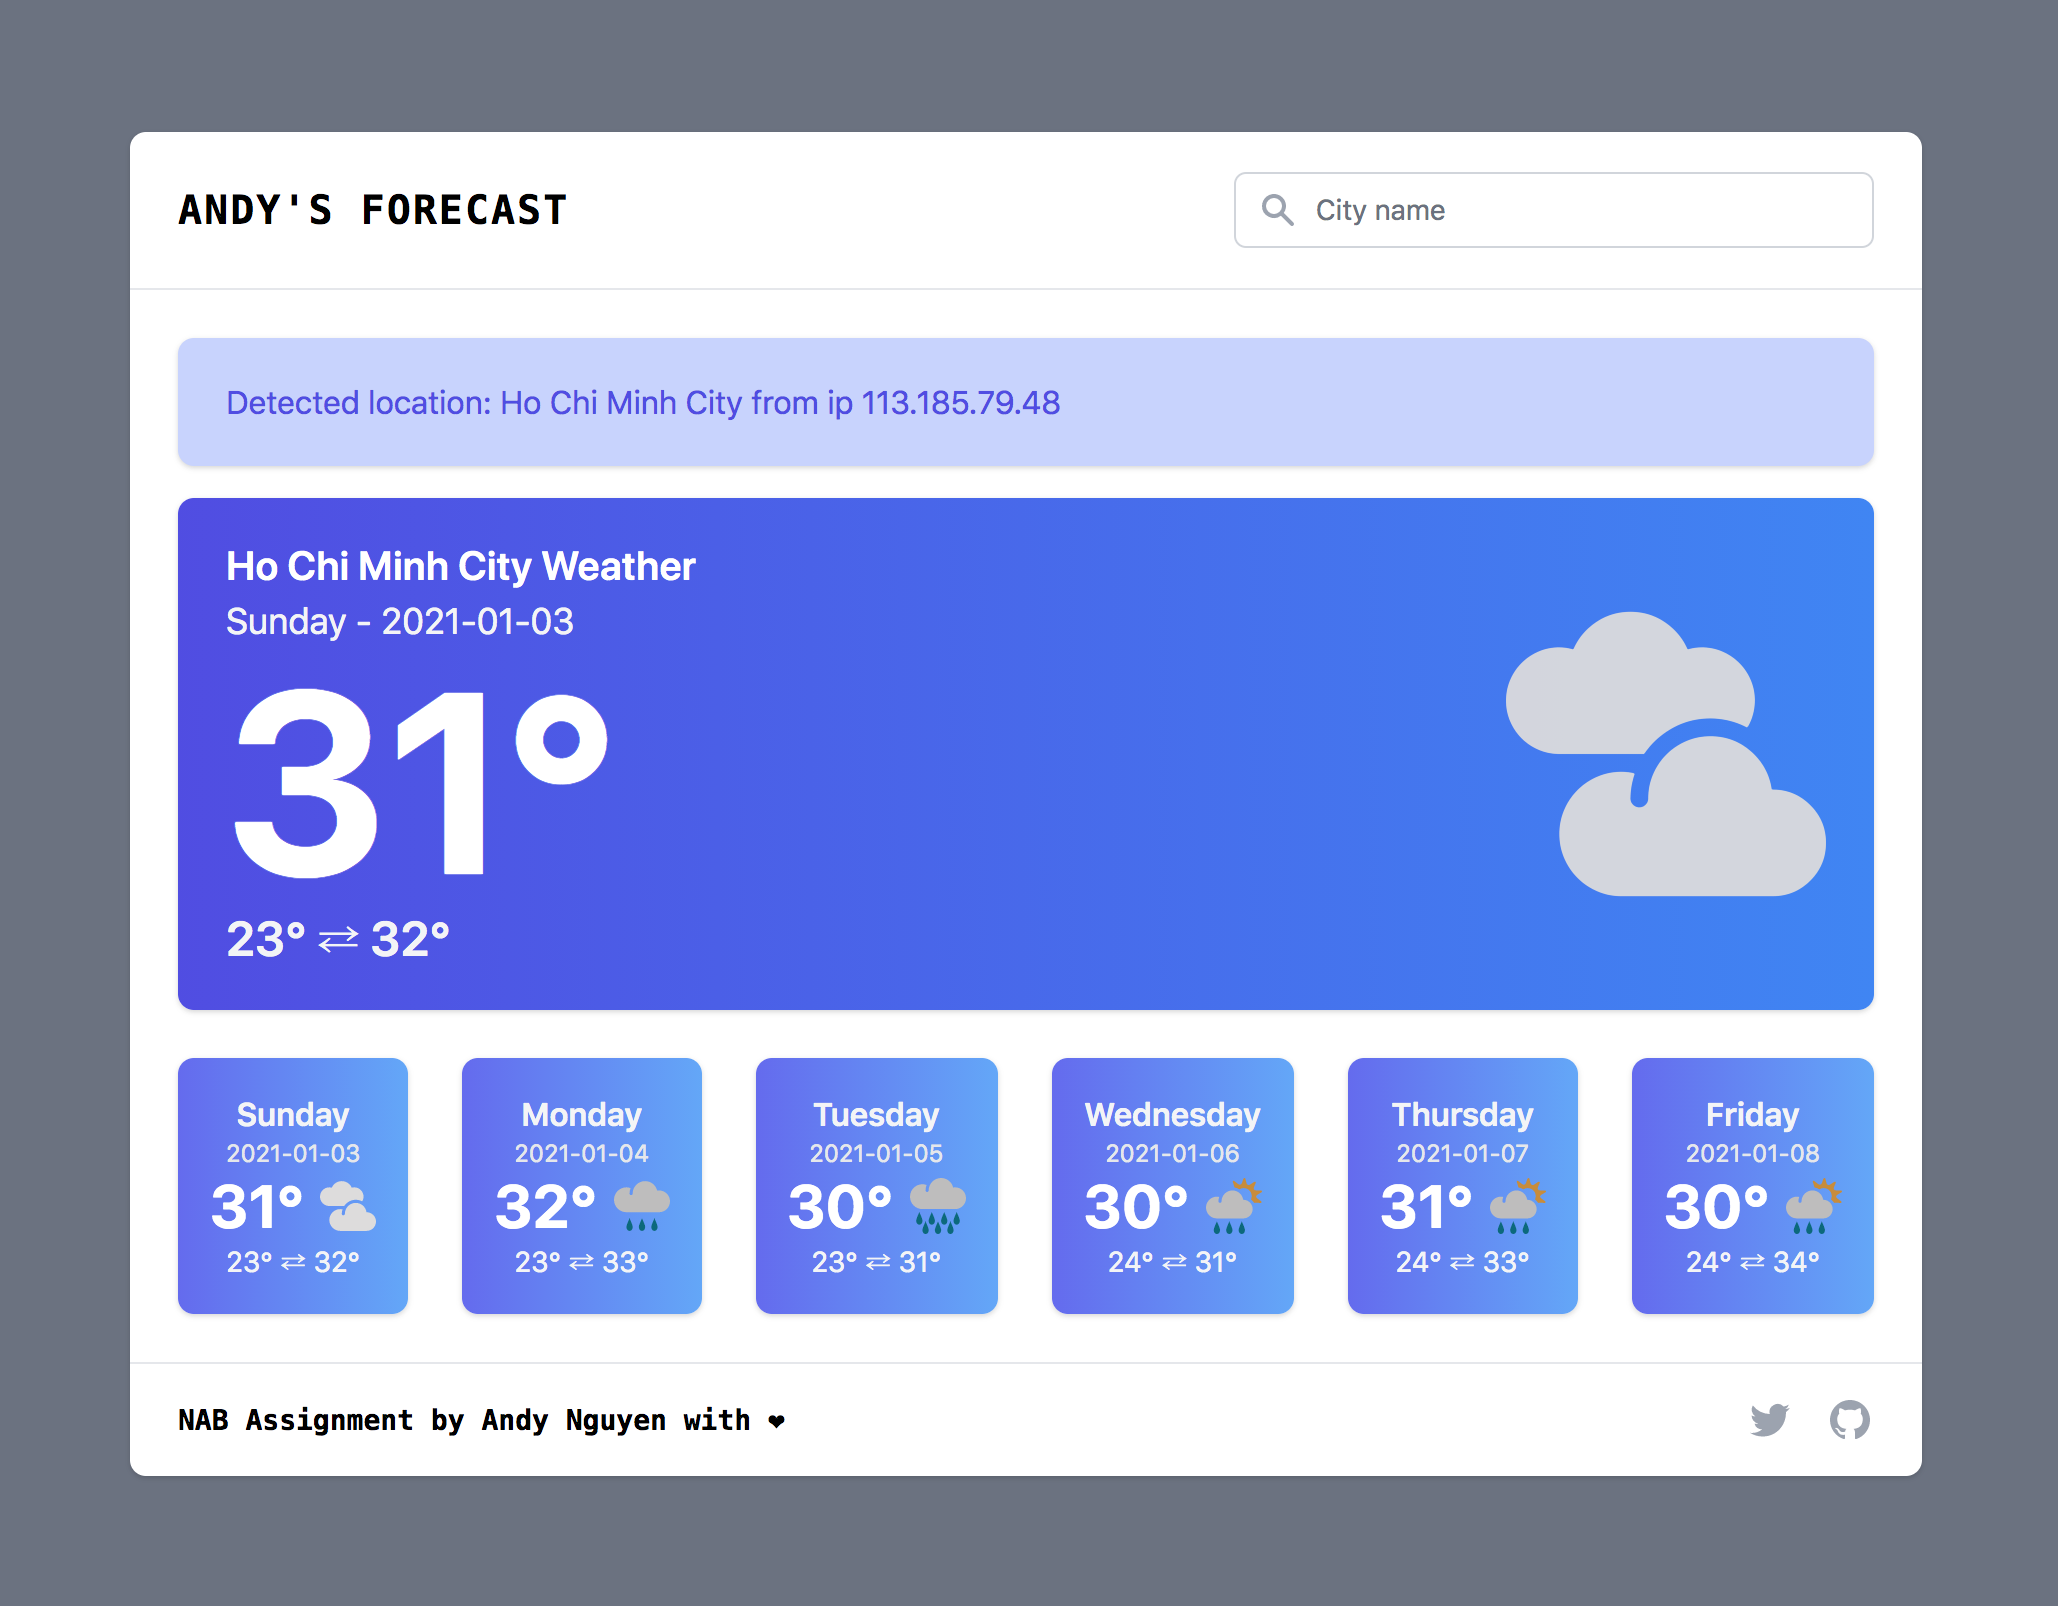 ANDY'S FORECAST
City name
Detected location: Ho Chi Minh City from ip 113.185.79.48
Ho Chi Minh City Weather
Sunday - 2021-01-03
31°
23° ⇄ 32°
Sunday
2021-01-03
31°
23° ⇄ 32°
Monday
2021-01-04
32°
23° ⇄ 33°
Tuesday
2021-01-05
30°
23° ⇄ 31°
Wednesday
2021-01-06
30°
24° ⇄ 31°
Thursday
2021-01-07
31°
24° ⇄ 33°
Friday
2021-01-08
30°
24° ⇄ 34°
NAB Assignment by Andy Nguyen with ❤